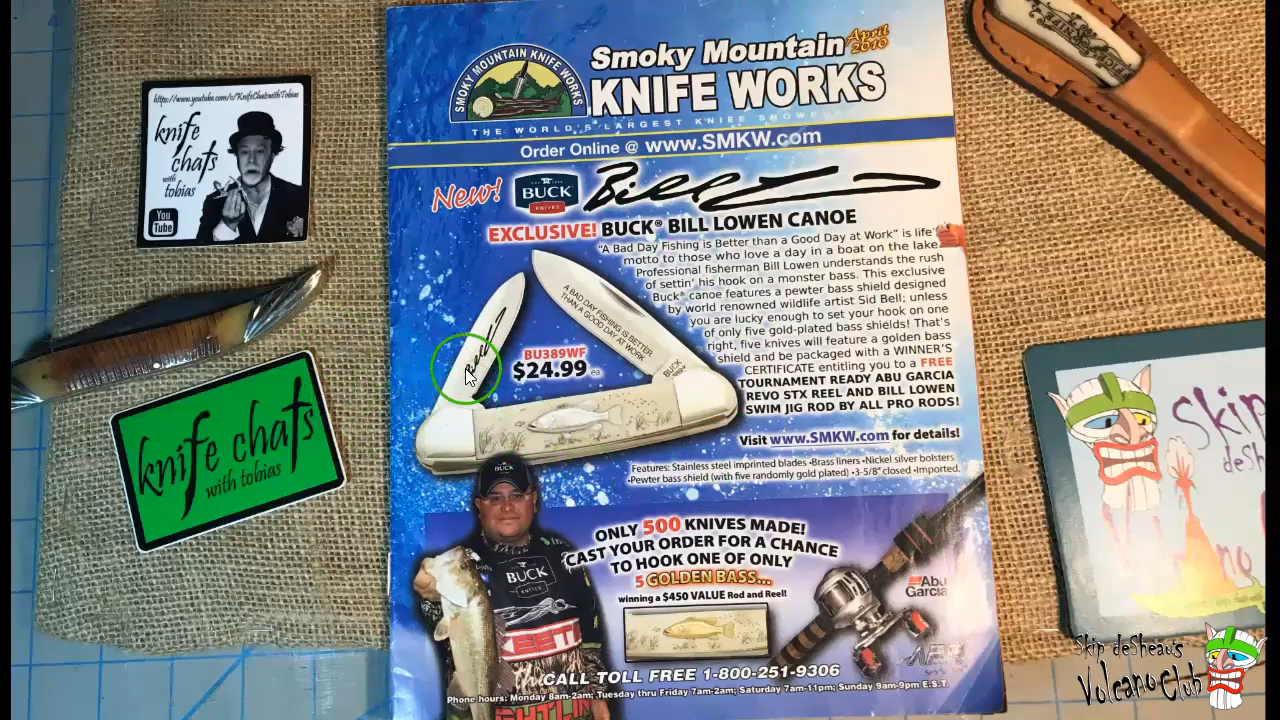 https://www.youtube.com/c/KnifeChatswithTobias
knife
chats
with
tobias
You
Tube
knife chats
with tobias
SMOKY MOUNTAIN KNIFE WORKS
Smoky Mountain
April
2010
KNIFE WORKS
Order Online @ www.SMKW.com
New!
BUCK
KNIVES
EXCLUSIVE! BUCK® BILL LOWEN CANOE
"A Bad Day Fishing is Better than a Good Day at Work" is life's
motto to those who love a day in a boat on the lake.
Professional fisherman Bill Lowen understands the rush
of settin' his hook on a monster bass. This exclusive
Buck® canoe features a pewter bass shield designed
by world renowned wildlife artist Sid Bell; unless
you are lucky enough to set your hook on one
of only five gold-plated bass shields! That's
right, five knives will feature a golden bass
shield and be packaged with a WINNER'S
CERTIFICATE entitling you to a FREE
TOURNAMENT READY ABU GARCIA
REVO STX REEL AND BILL LOWEN
SWIM JIG ROD BY ALL PRO RODS!
A BAD DAY FISHING IS BETTER
THAN A GOOD DAY AT WORK
BUCK
BU389WF
$24.99 ea.
Visit www.SMKW.com for details!
Features: Stainless steel imprinted blades •Brass liners •Nickel silver bolsters
•Pewter bass shield (with five randomly gold plated) •3-5/8" closed •Imported.
BUCK
BUCK
KNIVES
ONLY 500 KNIVES MADE!
CAST YOUR ORDER FOR A CHANCE
TO HOOK ONE OF ONLY
5 GOLDEN BASS...
winning a $450 VALUE Rod and Reel!
Abu
Garcia
CALL TOLL FREE 1-800-251-9306
Phone hours: Monday 8am-2am; Tuesday thru Friday 7am-2am; Saturday 7am-11pm; Sunday 9am-9pm E.S.T.
Skip
deSh
Skip deSheau's
Volcano Club